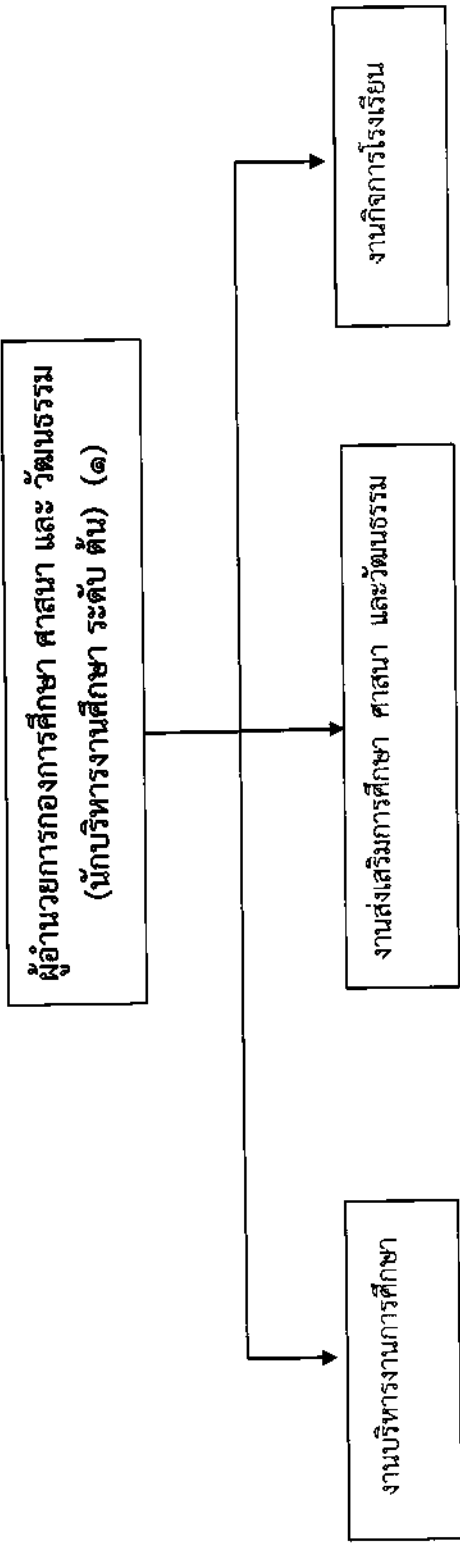 ผู้อำนวยการกองการศึกษา ศาสนา และ วัฒนธรรม
(นักบริหารงานศึกษา ระดับ ต้น) (๑)
งานบริหารงานการศึกษา
งานส่งเสริมการศึกษา ศาสนา และวัฒนธรรม
งานกิจการโรงเรียน